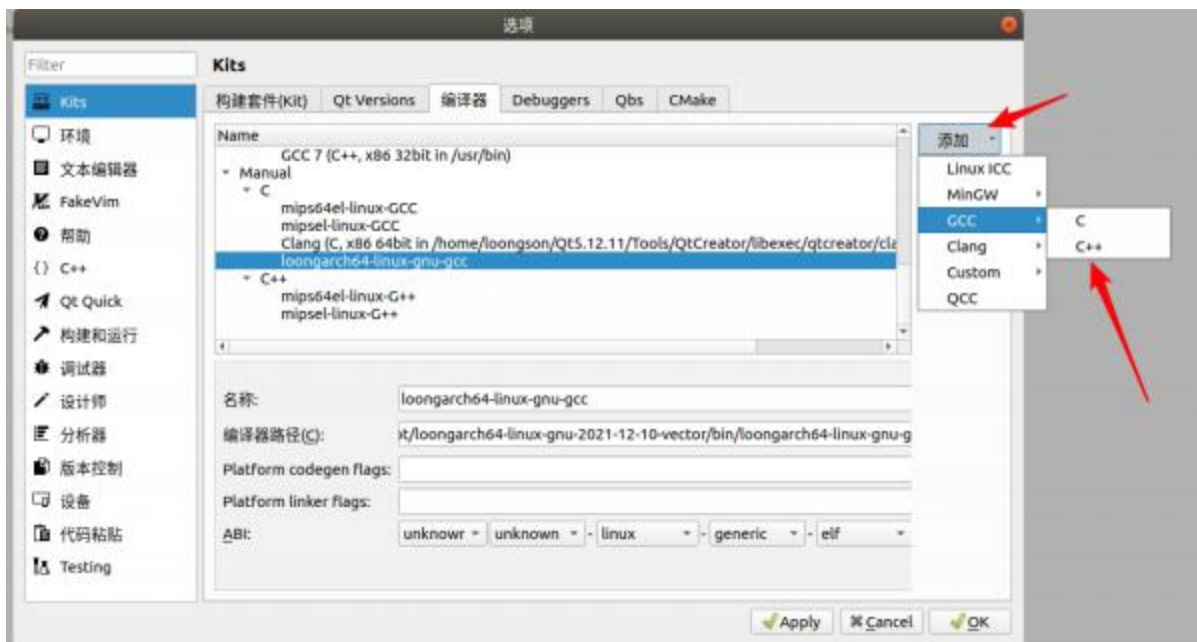 选项
Filter
Kits
环境
文本编辑器
FakeVim
帮助
{} C++
Qt Quick
构建和运行
调试器
设计师
分析器
版本控制
设备
代码粘贴
Testing
Kits
构建套件(Kit) Qt Versions 编译器 Debuggers Qbs CMake
Name
GCC 7 (C++, x86 32bit in /usr/bin)
Manual
C
mips64el-linux-GCC
mipsel-linux-GCC
Clang (C, x86 64bit in /home/loongson/Qt5.12.11/Tools/QtCreator/libexec/qtcreator/cla
loongarch64-linux-gnu-gcc
C++
mips64el-linux-G++
mipsel-linux-G++
名称: loongarch64-linux-gnu-gcc
编译器路径(C): ot/loongarch64-linux-gnu-2021-12-10-vector/bin/loongarch64-linux-gnu-g
Platform codegen flags:
Platform linker flags:
ABI: unknowr unknown - linux - generic - elf
添加
Linux ICC
MinGW
GCC
Clang
Custom
QCC
C
C++
Apply Cancel OK